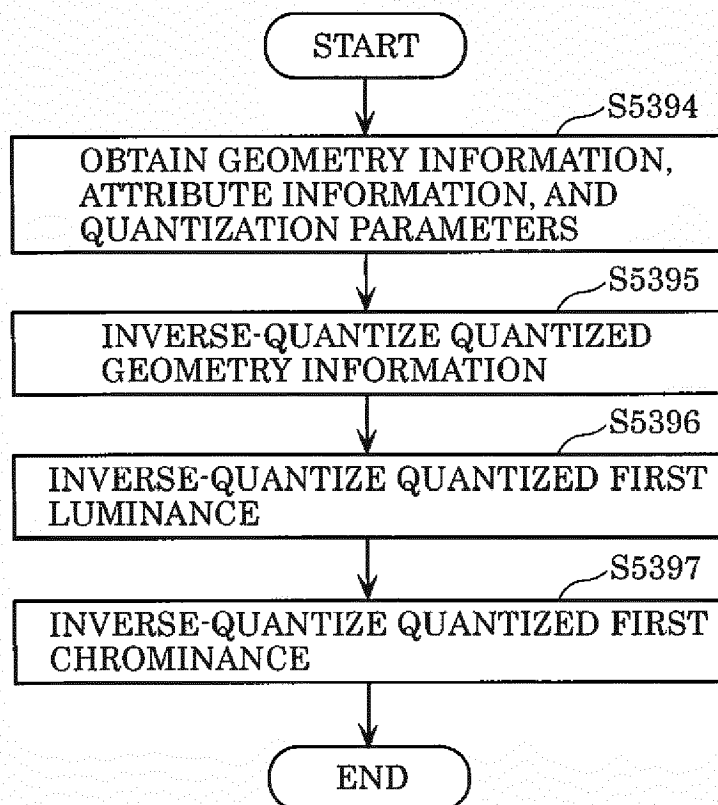 START
S5394
OBTAIN GEOMETRY INFORMATION,
ATTRIBUTE INFORMATION, AND
QUANTIZATION PARAMETERS
S5395
INVERSE-QUANTIZE QUANTIZED
GEOMETRY INFORMATION
S5396
INVERSE-QUANTIZE QUANTIZED FIRST
LUMINANCE
S5397
INVERSE-QUANTIZE QUANTIZED FIRST
CHROMINANCE
END